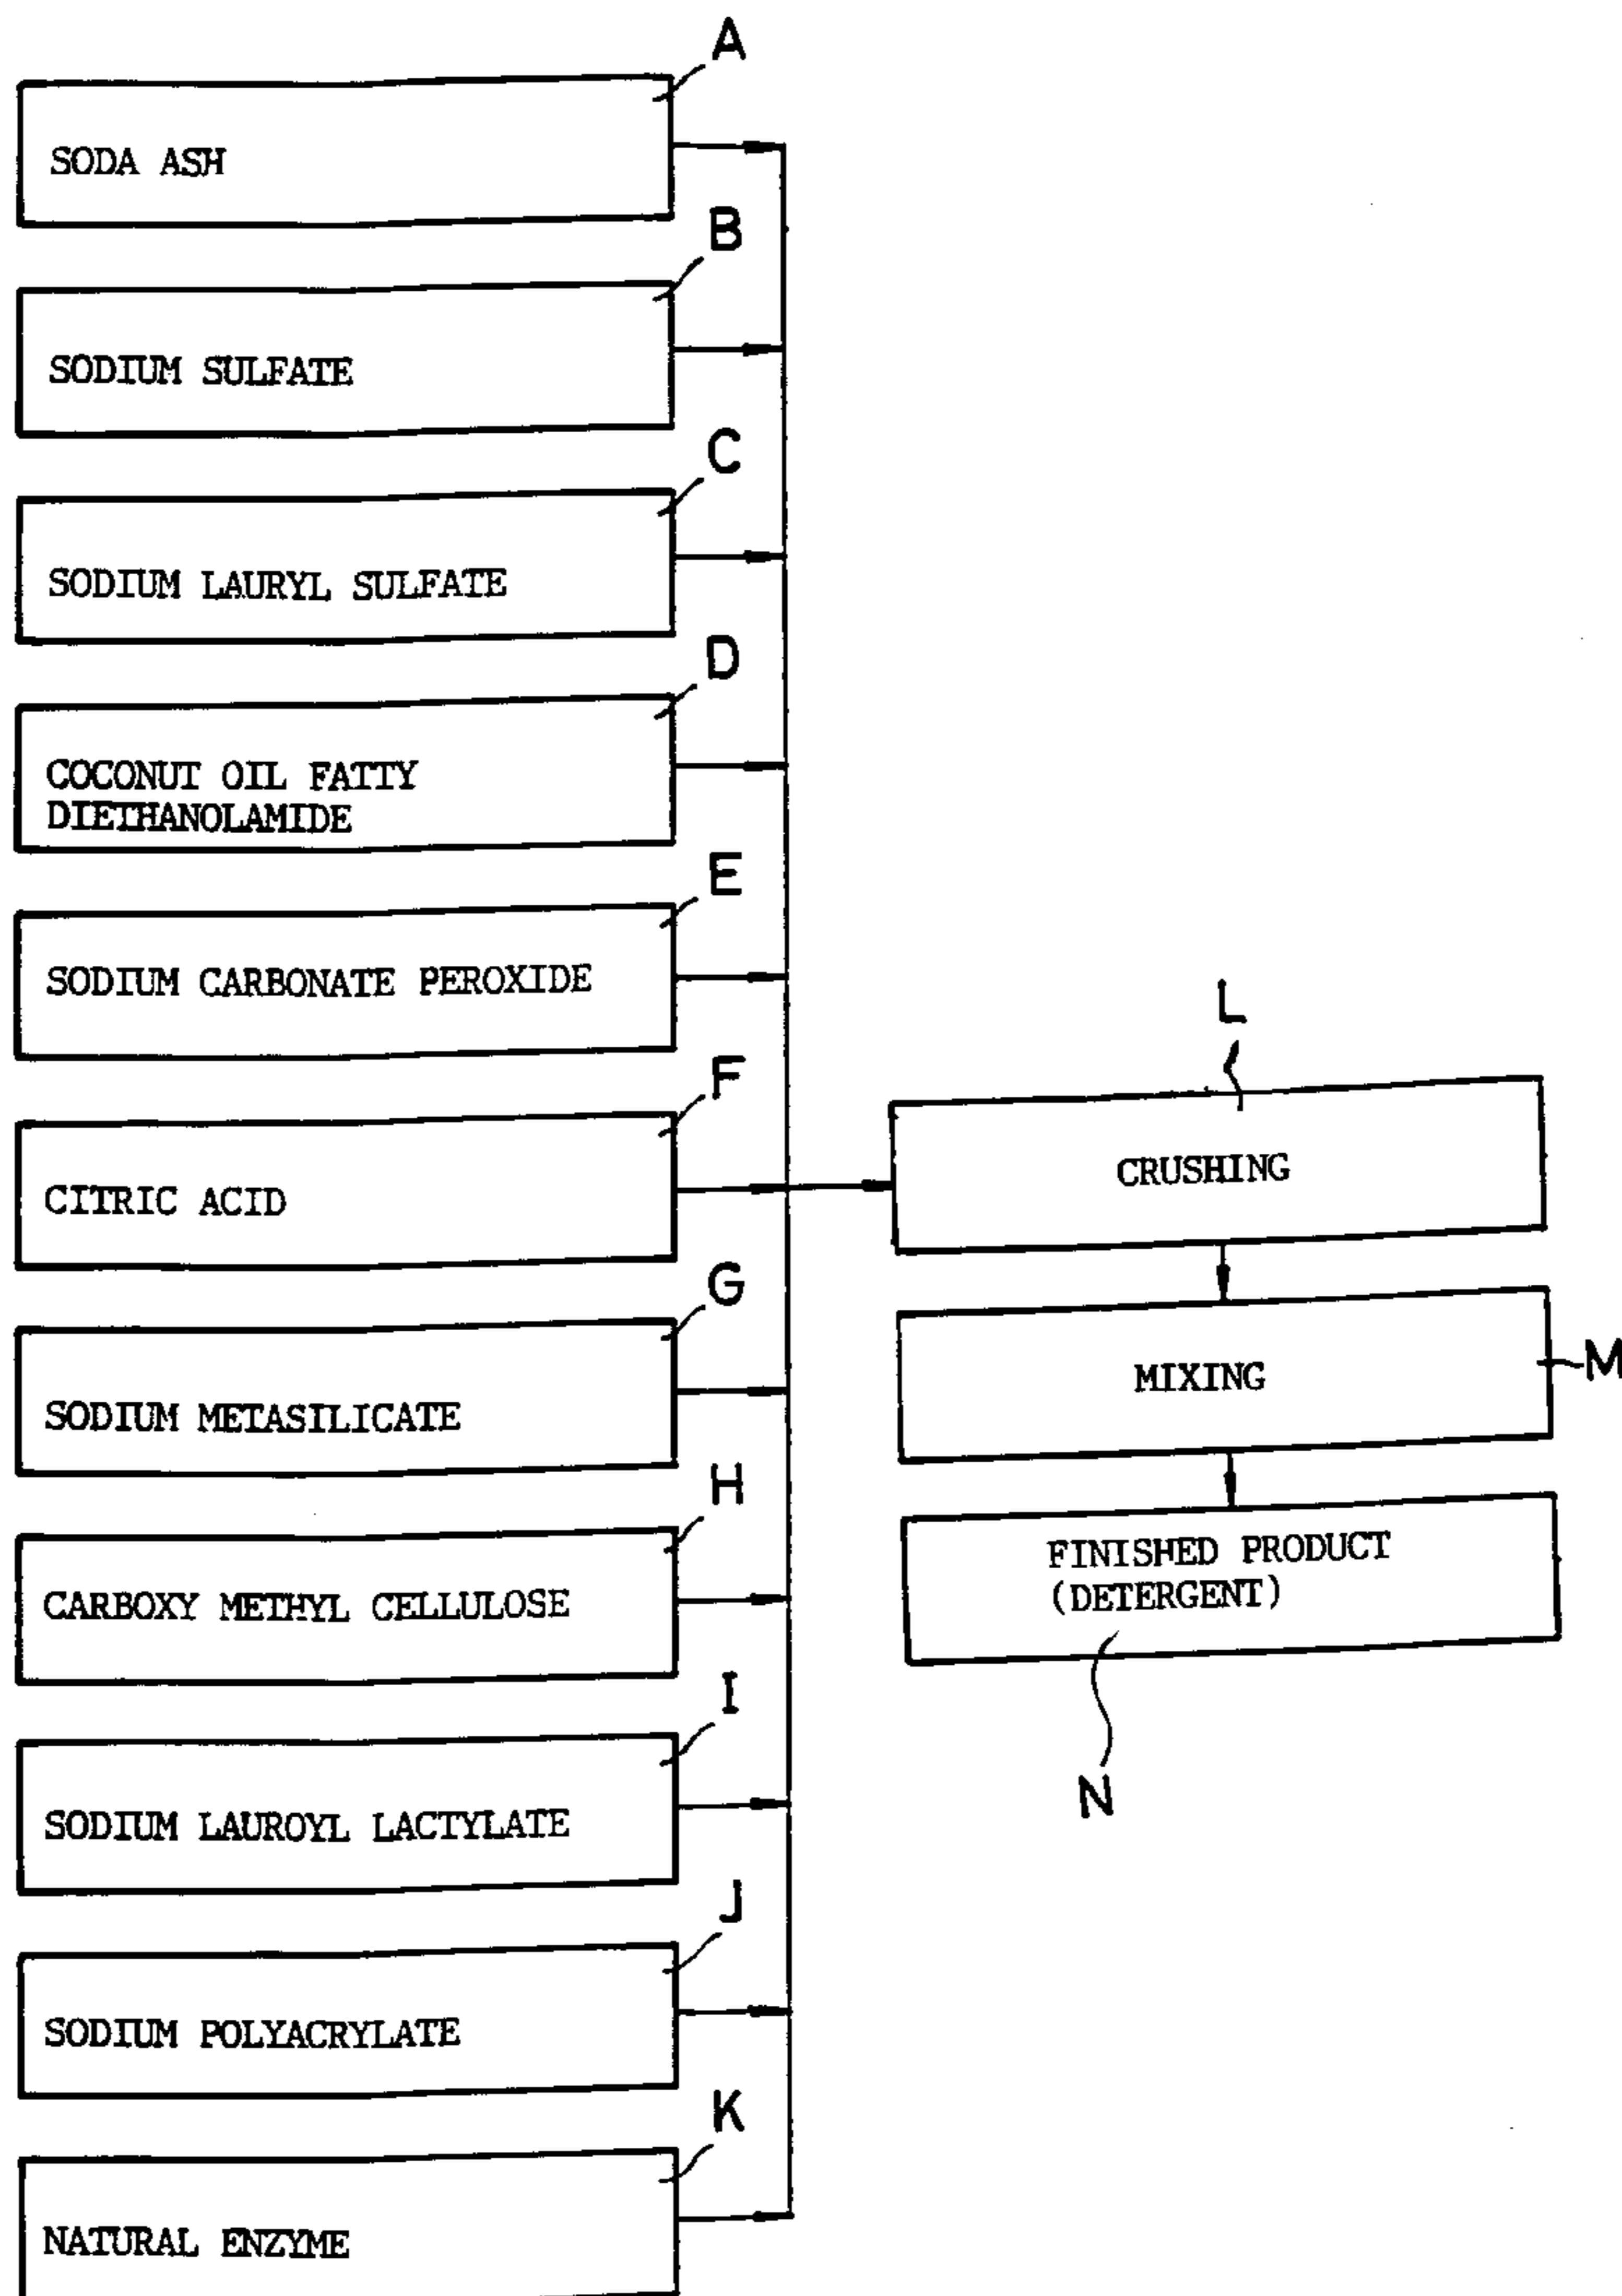 A
SODA ASH
B
SODIUM SULFATE
C
SODIUM LAURYL SULFATE
D
COCONUT OIL FATTY
DIETHANOLAMIDE
E
SODIUM CARBONATE PEROXIDE
F
CITRIC ACID
G
SODIUM METASILICATE
H
CARBOXY METHYL CELLULOSE
I
SODIUM LAUROYL LACTYLATE
J
SODIUM POLYACRYLATE
K
NATURAL ENZYME
L
CRUSHING
MIXING
M
FINISHED PRODUCT
(DETERGENT)
N